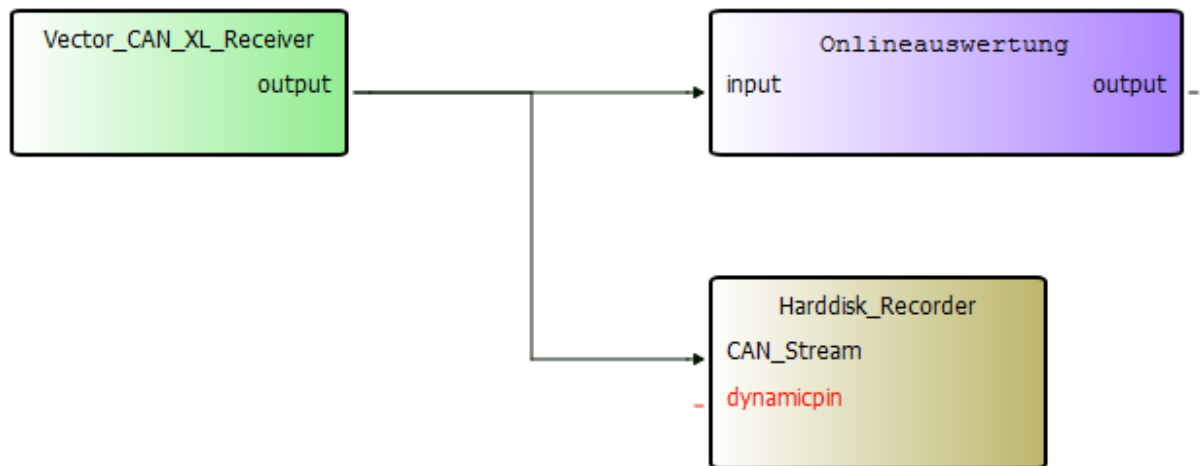 Vector_CAN_XL_Receiver
output
Onlineauswertung
input output
Harddisk_Recorder
CAN_Stream
dynamicpin